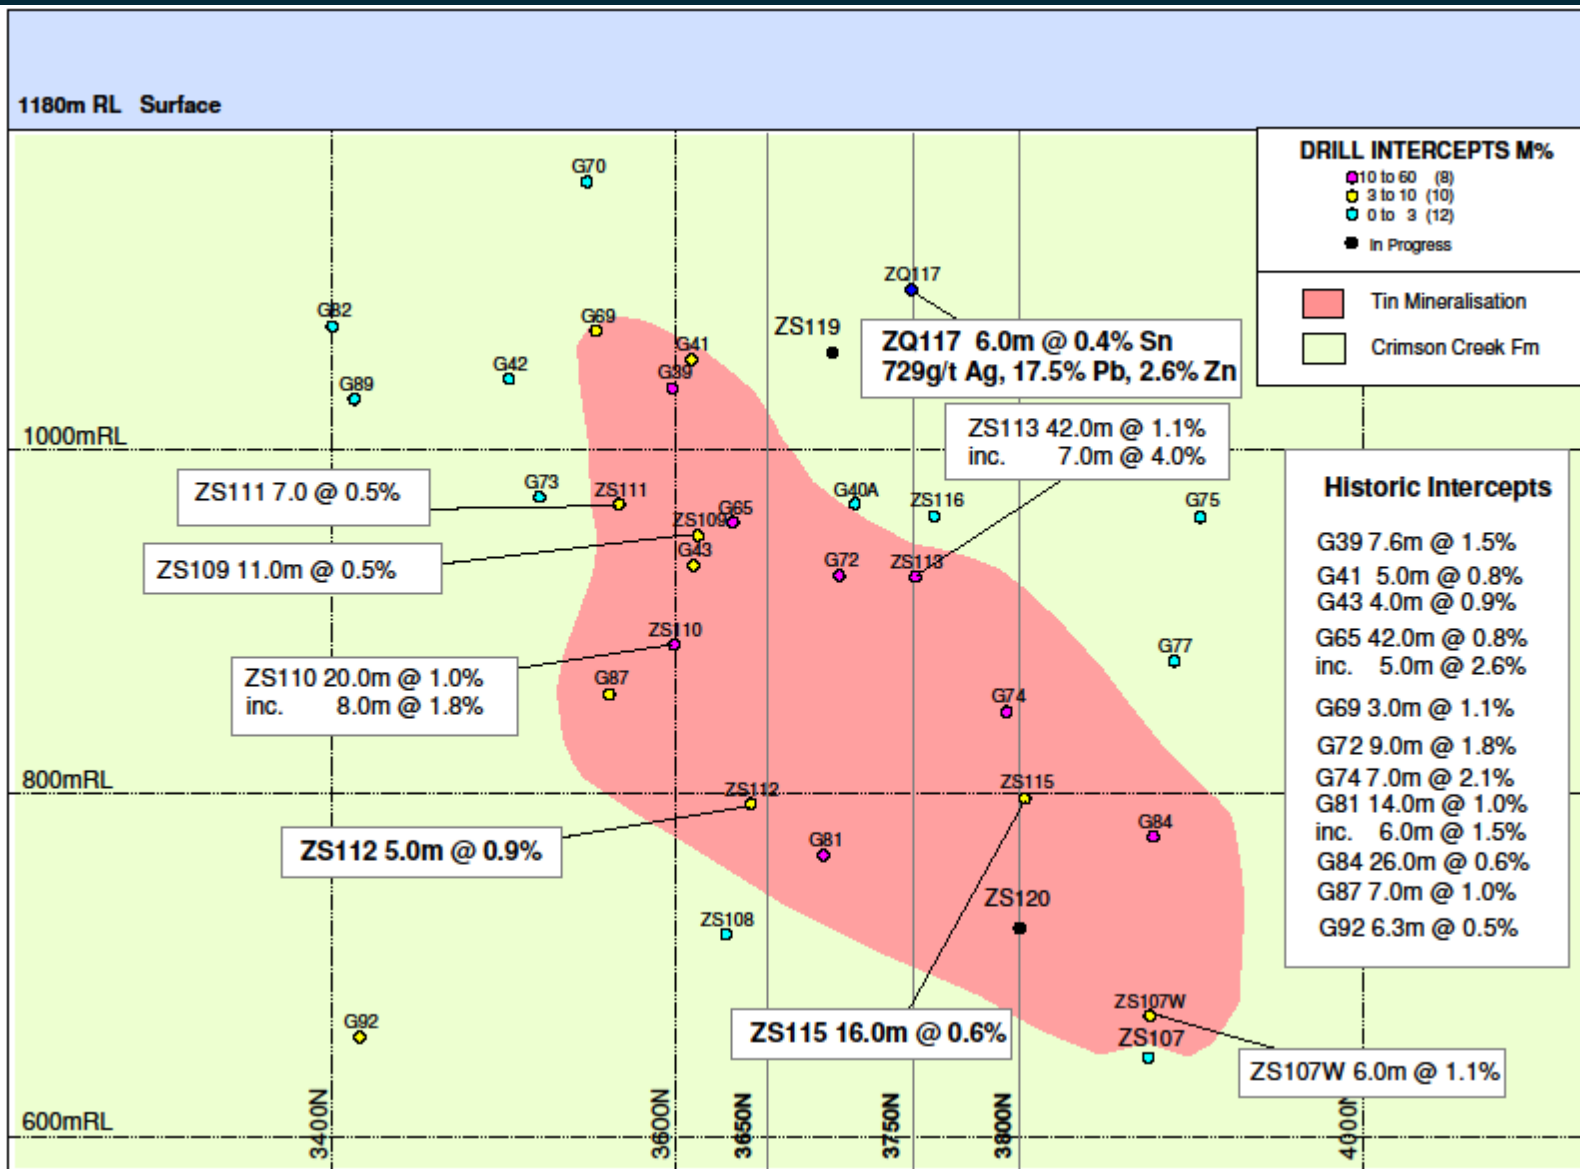 1180m RL Surface
DRILL INTERCEPTS M%
10 to 60 (8)
3 to 10 (10)
0 to 3 (12)
In Progress
Tin Mineralisation
Crimson Creek Fm
G70
ZQ117
G82
G69
ZS119
ZQ117 6.0m @ 0.4% Sn
729g/t Ag, 17.5% Pb, 2.6% Zn
G41
G42
G39
G89
ZS113 42.0m @ 1.1%
inc. 7.0m @ 4.0%
1000mRL
G73
ZS111
G40A
ZS116
G75
ZS111 7.0 @ 0.5%
G65
ZS109
G43
G72
ZS113
ZS109 11.0m @ 0.5%
Historic Intercepts
G39 7.6m @ 1.5%
G41 5.0m @ 0.8%
G43 4.0m @ 0.9%
G65 42.0m @ 0.8%
inc. 5.0m @ 2.6%
G69 3.0m @ 1.1%
G72 9.0m @ 1.8%
G74 7.0m @ 2.1%
G81 14.0m @ 1.0%
inc. 6.0m @ 1.5%
G84 26.0m @ 0.6%
G87 7.0m @ 1.0%
G92 6.3m @ 0.5%
ZS110
G77
ZS110 20.0m @ 1.0%
inc. 8.0m @ 1.8%
G87
G74
800mRL
ZS112
ZS115
G84
ZS112 5.0m @ 0.9%
G81
ZS120
ZS108
ZS107W
G92
ZS115 16.0m @ 0.6%
ZS107
ZS107W 6.0m @ 1.1%
600mRL
3400N
3600N
3650N
3750N
3800N
4000N